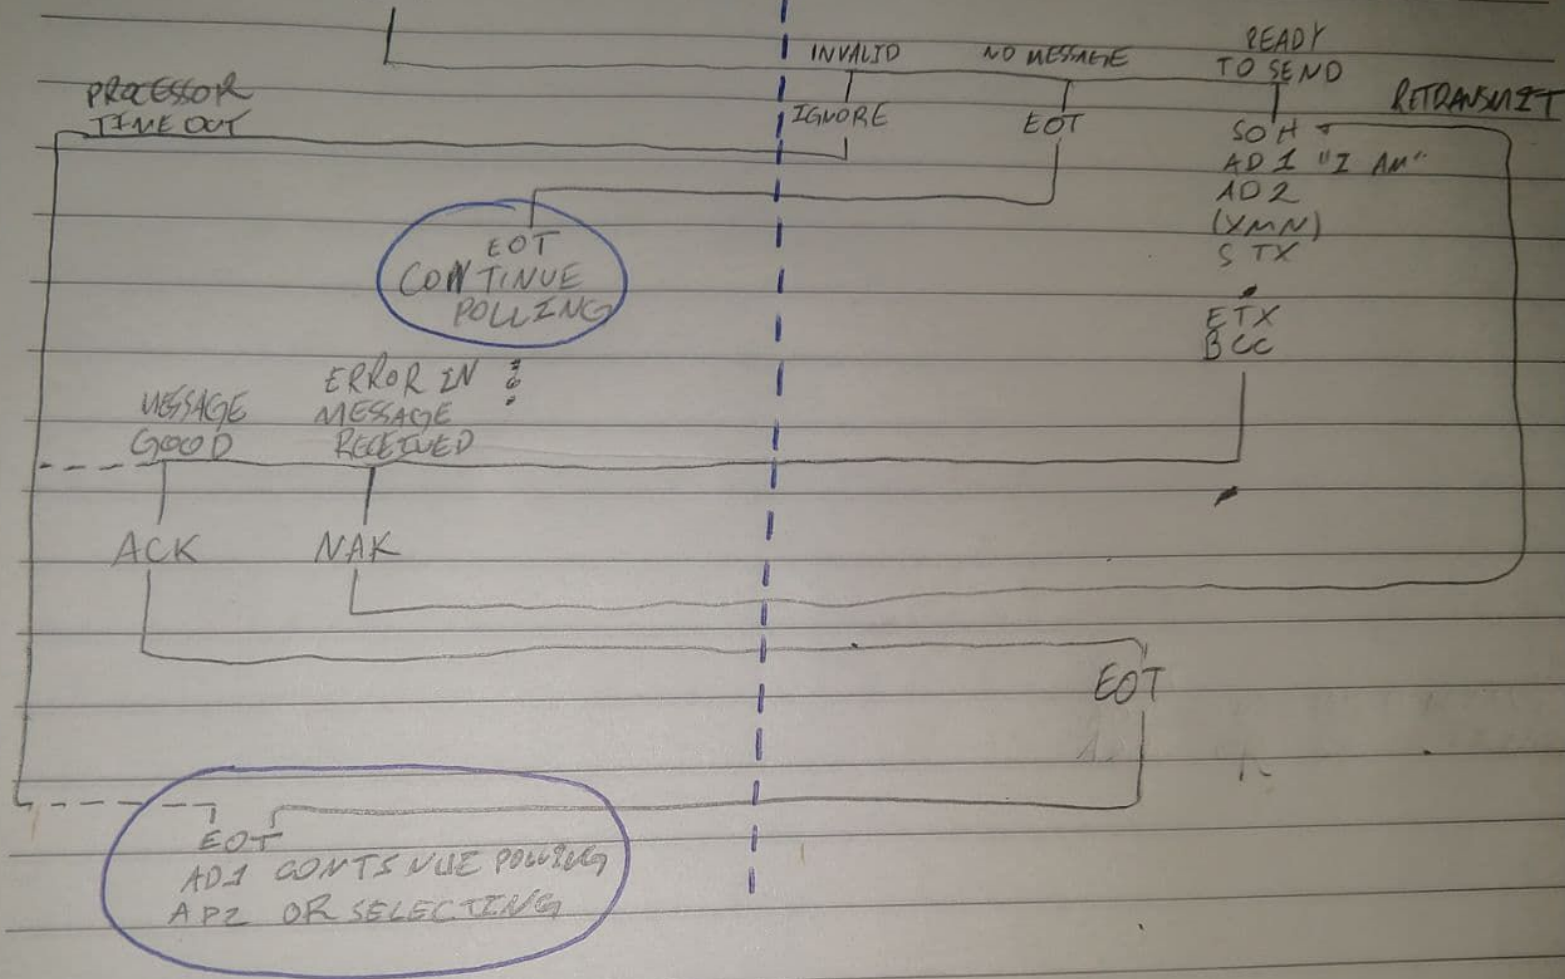 INVALID
NO MESSAGE
READY
TO SEND
PROCESSOR
TIME OUT
IGNORE
EOT
RETRANSMIT
SOH
AD1 "I AM"
AD2
(XMN)
STX
ETX
BCC
EOT
CONTINUE
POLLING
MESSAGE
GOOD
ERROR IN
MESSAGE
RECEIVED
ACK
NAK
EOT
EOT
AD1 CONTINUE POLLING
AD2 OR SELECTING